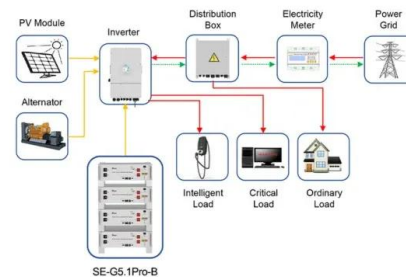 PV Module
Inverter
Distribution
Box
Electricity
Meter
Power
Grid
Alternator
Intelligent
Load
Critical
Load
Ordinary
Load
SE-G5.1Pro-B